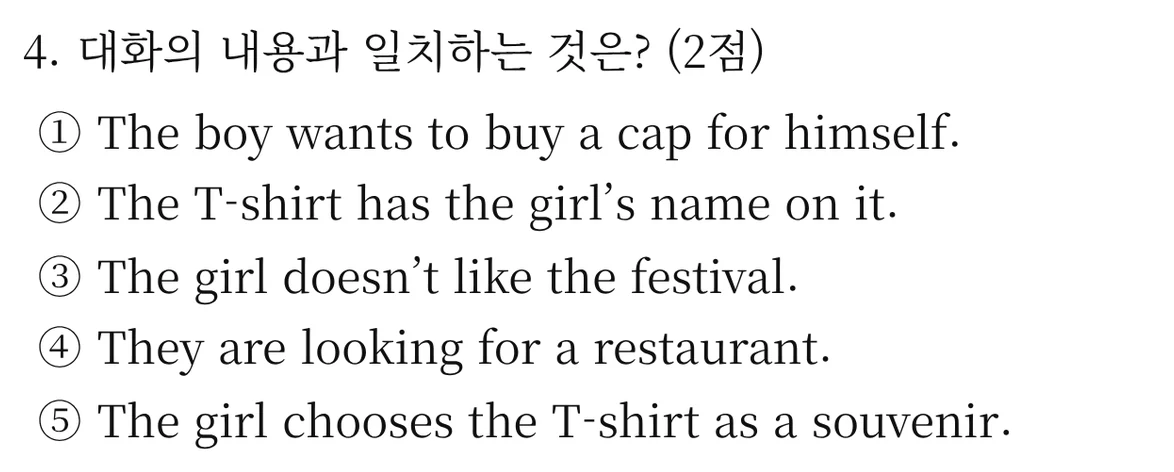 4. 대화의 내용과 일치하는 것은? (2점)
① The boy wants to buy a cap for himself.
② The T-shirt has the girl’s name on it.
③ The girl doesn’t like the festival.
④ They are looking for a restaurant.
⑤ The girl chooses the T-shirt as a souvenir.